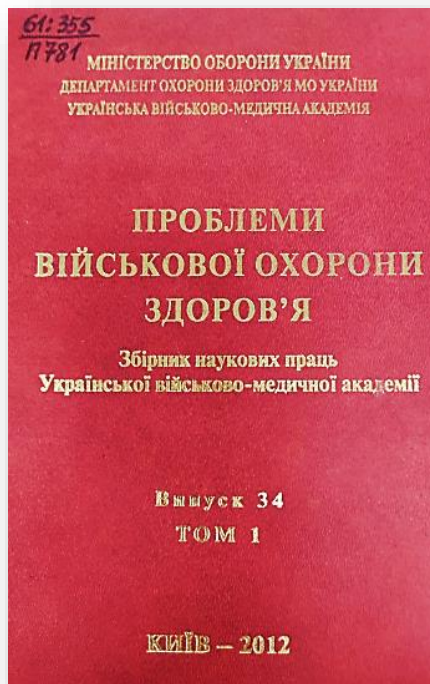 61:355
П781
МІНІСТЕРСТВО ОБОРОНИ УКРАЇНИ
ДЕПАРТАМЕНТ ОХОРОНИ ЗДОРОВ'Я МО УКРАЇНИ
УКРАЇНСЬКА ВІЙСЬКОВО-МЕДИЧНА АКАДЕМІЯ
ПРОБЛЕМИ
ВІЙСЬКОВОЇ ОХОРОНИ
ЗДОРОВ'Я
Збірник наукових праць
Української військово-медичної академії
Випуск 34
ТОМ 1
КИЇВ – 2012